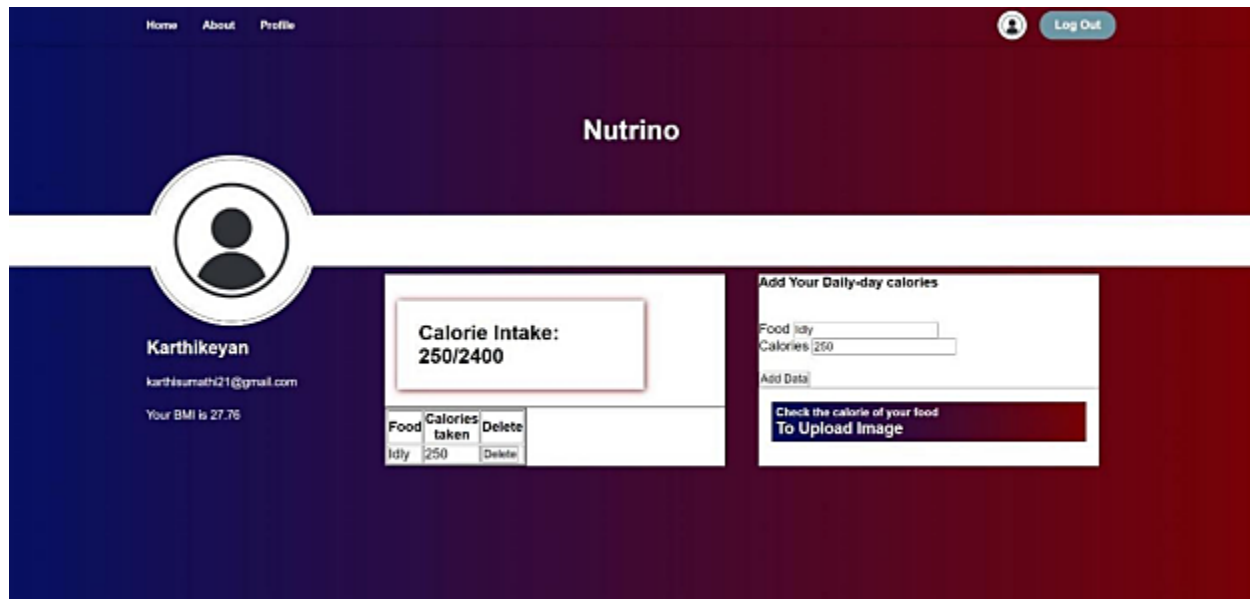 Home About Profile Log Out
Nutrino
Karthikeyan
karthisumathi21@gmail.com
Your BMI is 27.76
Calorie Intake:
250/2400
Food Calories taken Delete
Idly 250 Delete
Add Your Daily-day calories
Food Idly
Calories 250
Add Data
Check the calorie of your food
To Upload Image